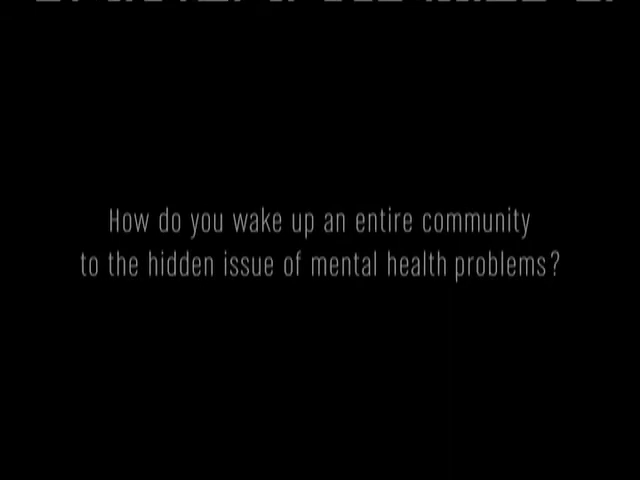 How do you wake up an entire community
to the hidden issue of mental health problems?